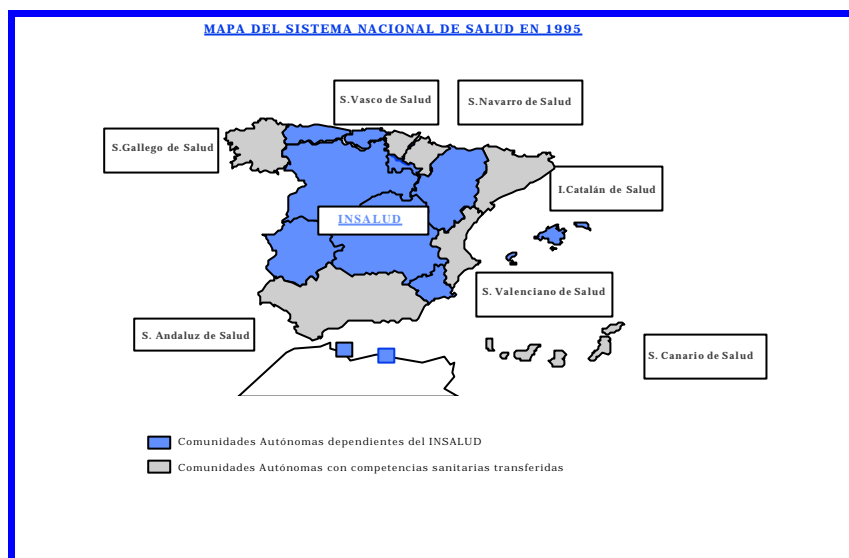 MAPA DEL SISTEMA NACIONAL DE SALUD EN 1995
S.Vasco de Salud
S.Navarro de Salud
S.Gallego de Salud
I.Catalán de Salud
INSALUD
S. Valenciano de Salud
S. Andaluz de Salud
S. Canario de Salud
Comunidades Autónomas dependientes del INSALUD
Comunidades Autónomas con competencias sanitarias transferidas